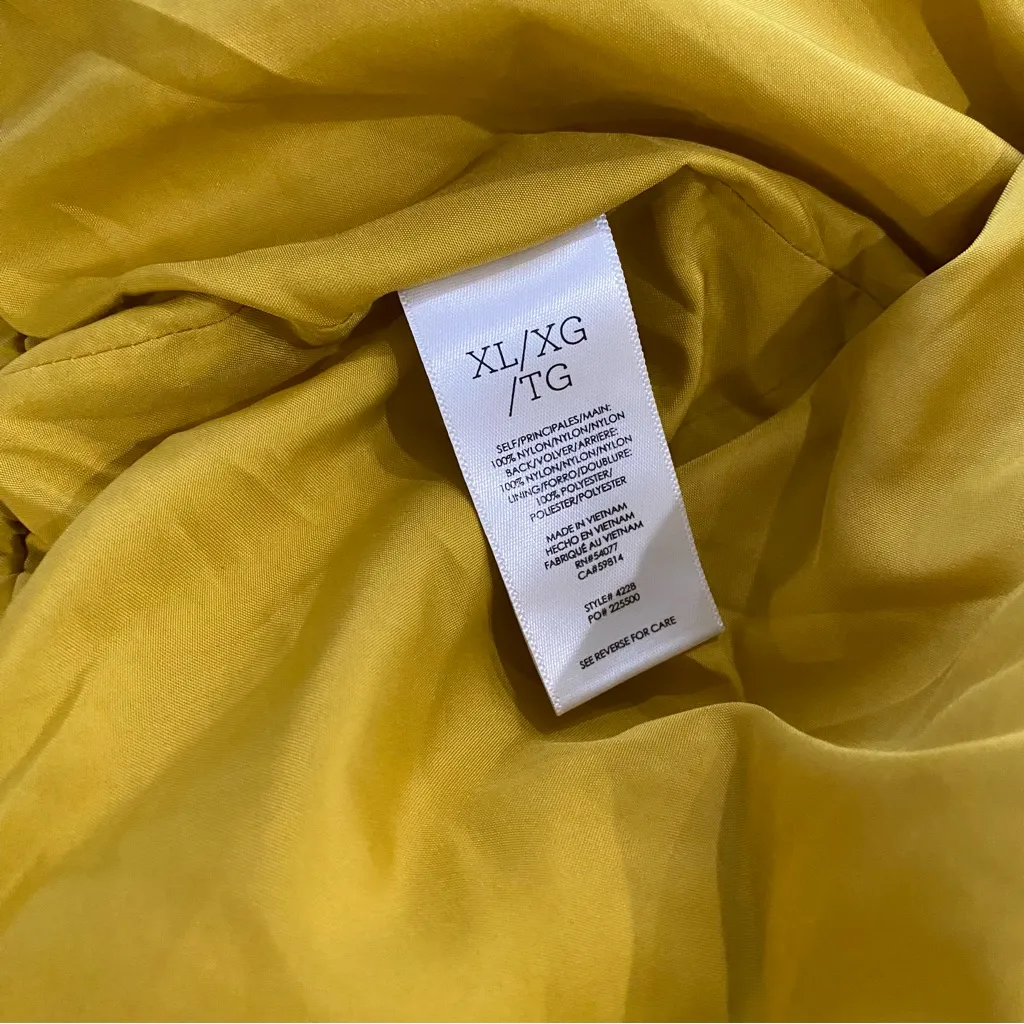 XL/XG
/TG
SELF/PRINCIPALES/MAIN:
100% NYLON/NYLON/NYLON
BACK/VOLVER/ARRIERE:
100% NYLON/NYLON/NYLON
LINING/FORRO/DOUBLURE:
100% POLYESTER/
POLIESTER/POLYESTER
MADE IN VIETNAM
HECHO EN VIETNAM
FABRIQUÉ AU VIETNAM
RN#54077
CA#59814
STYLE# 4228
PO# 225500
SEE REVERSE FOR CARE